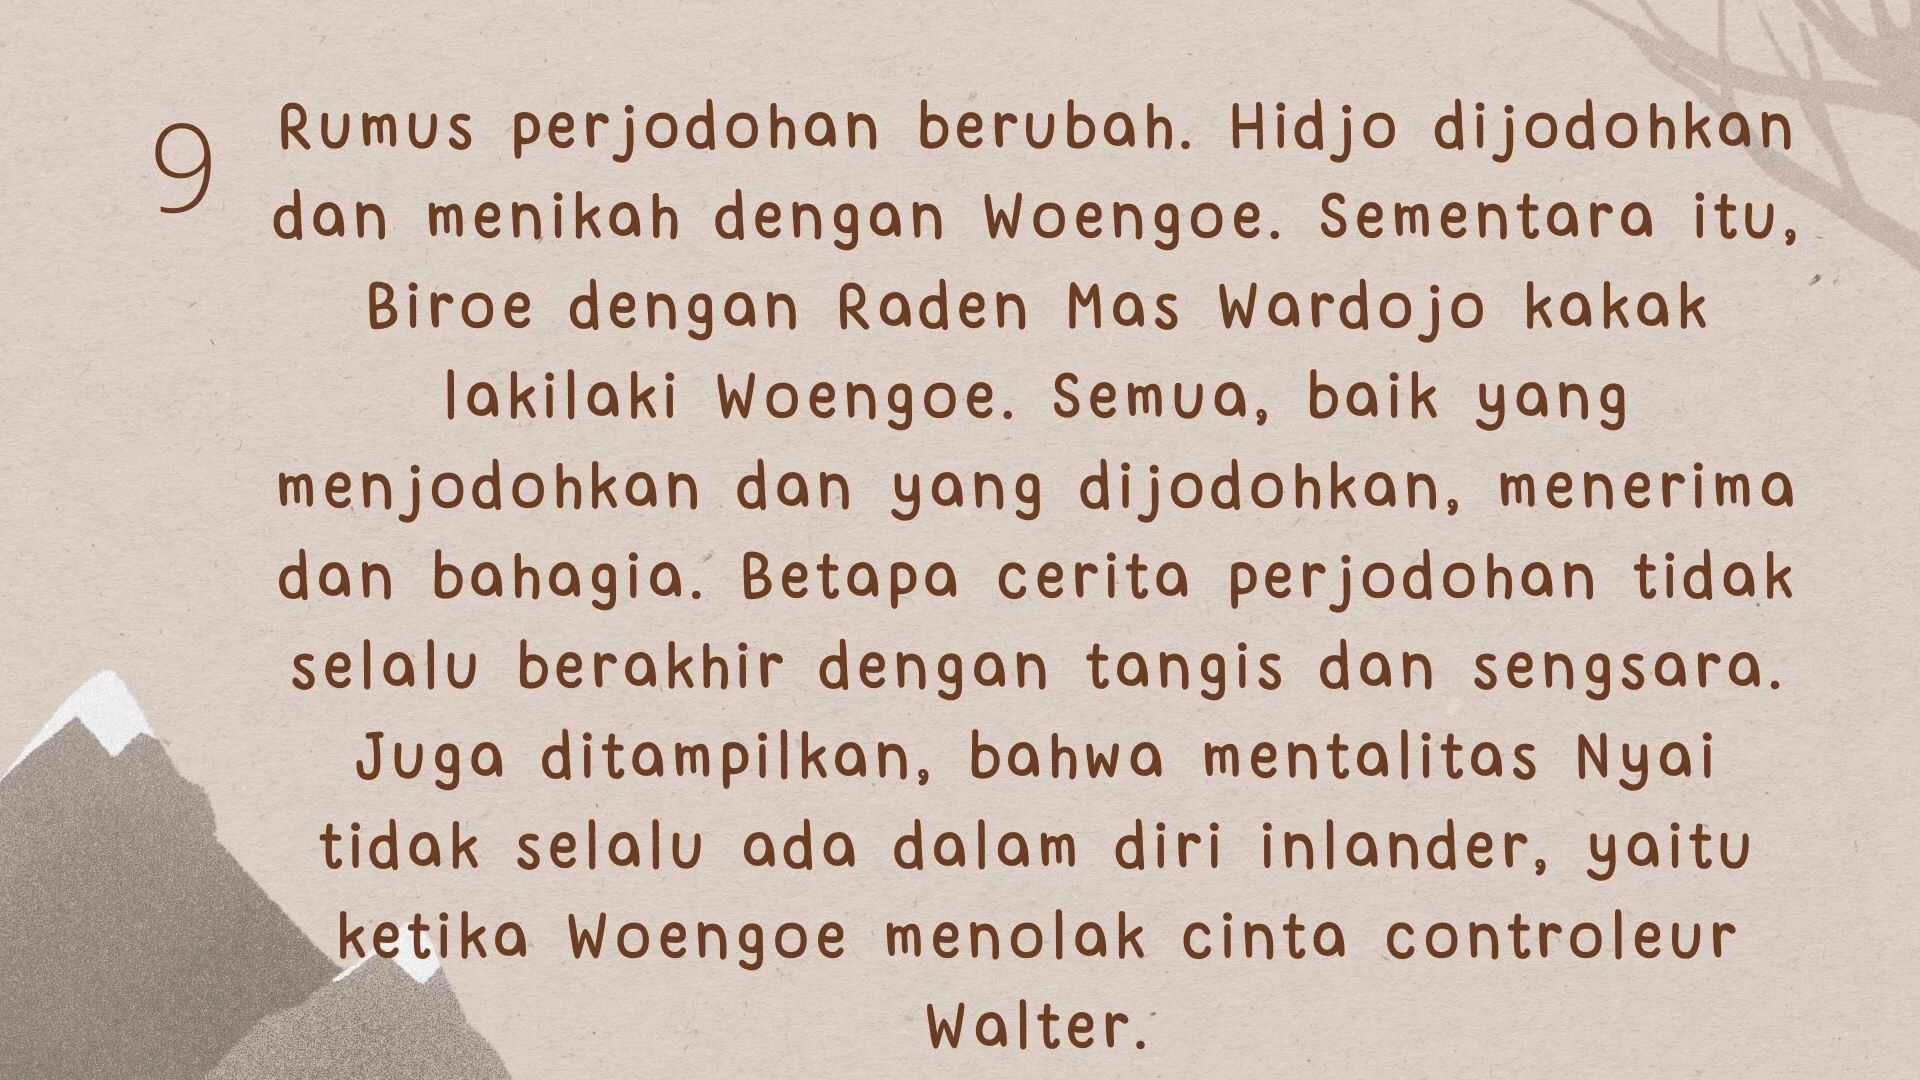 9
Rumus perjodohan berubah. Hidjo dijodohkan
dan menikah dengan Woengoe. Sementara itu,
Biroe dengan Raden Mas Wardojo kakak
lakilaki Woengoe. Semua, baik yang
menjodohkan dan yang dijodohkan, menerima
dan bahagia. Betapa cerita perjodohan tidak
selalu berakhir dengan tangis dan sengsara.
Juga ditampilkan, bahwa mentalitas Nyai
tidak selalu ada dalam diri inlander, yaitu
ketika Woengoe menolak cinta controleur
Walter.